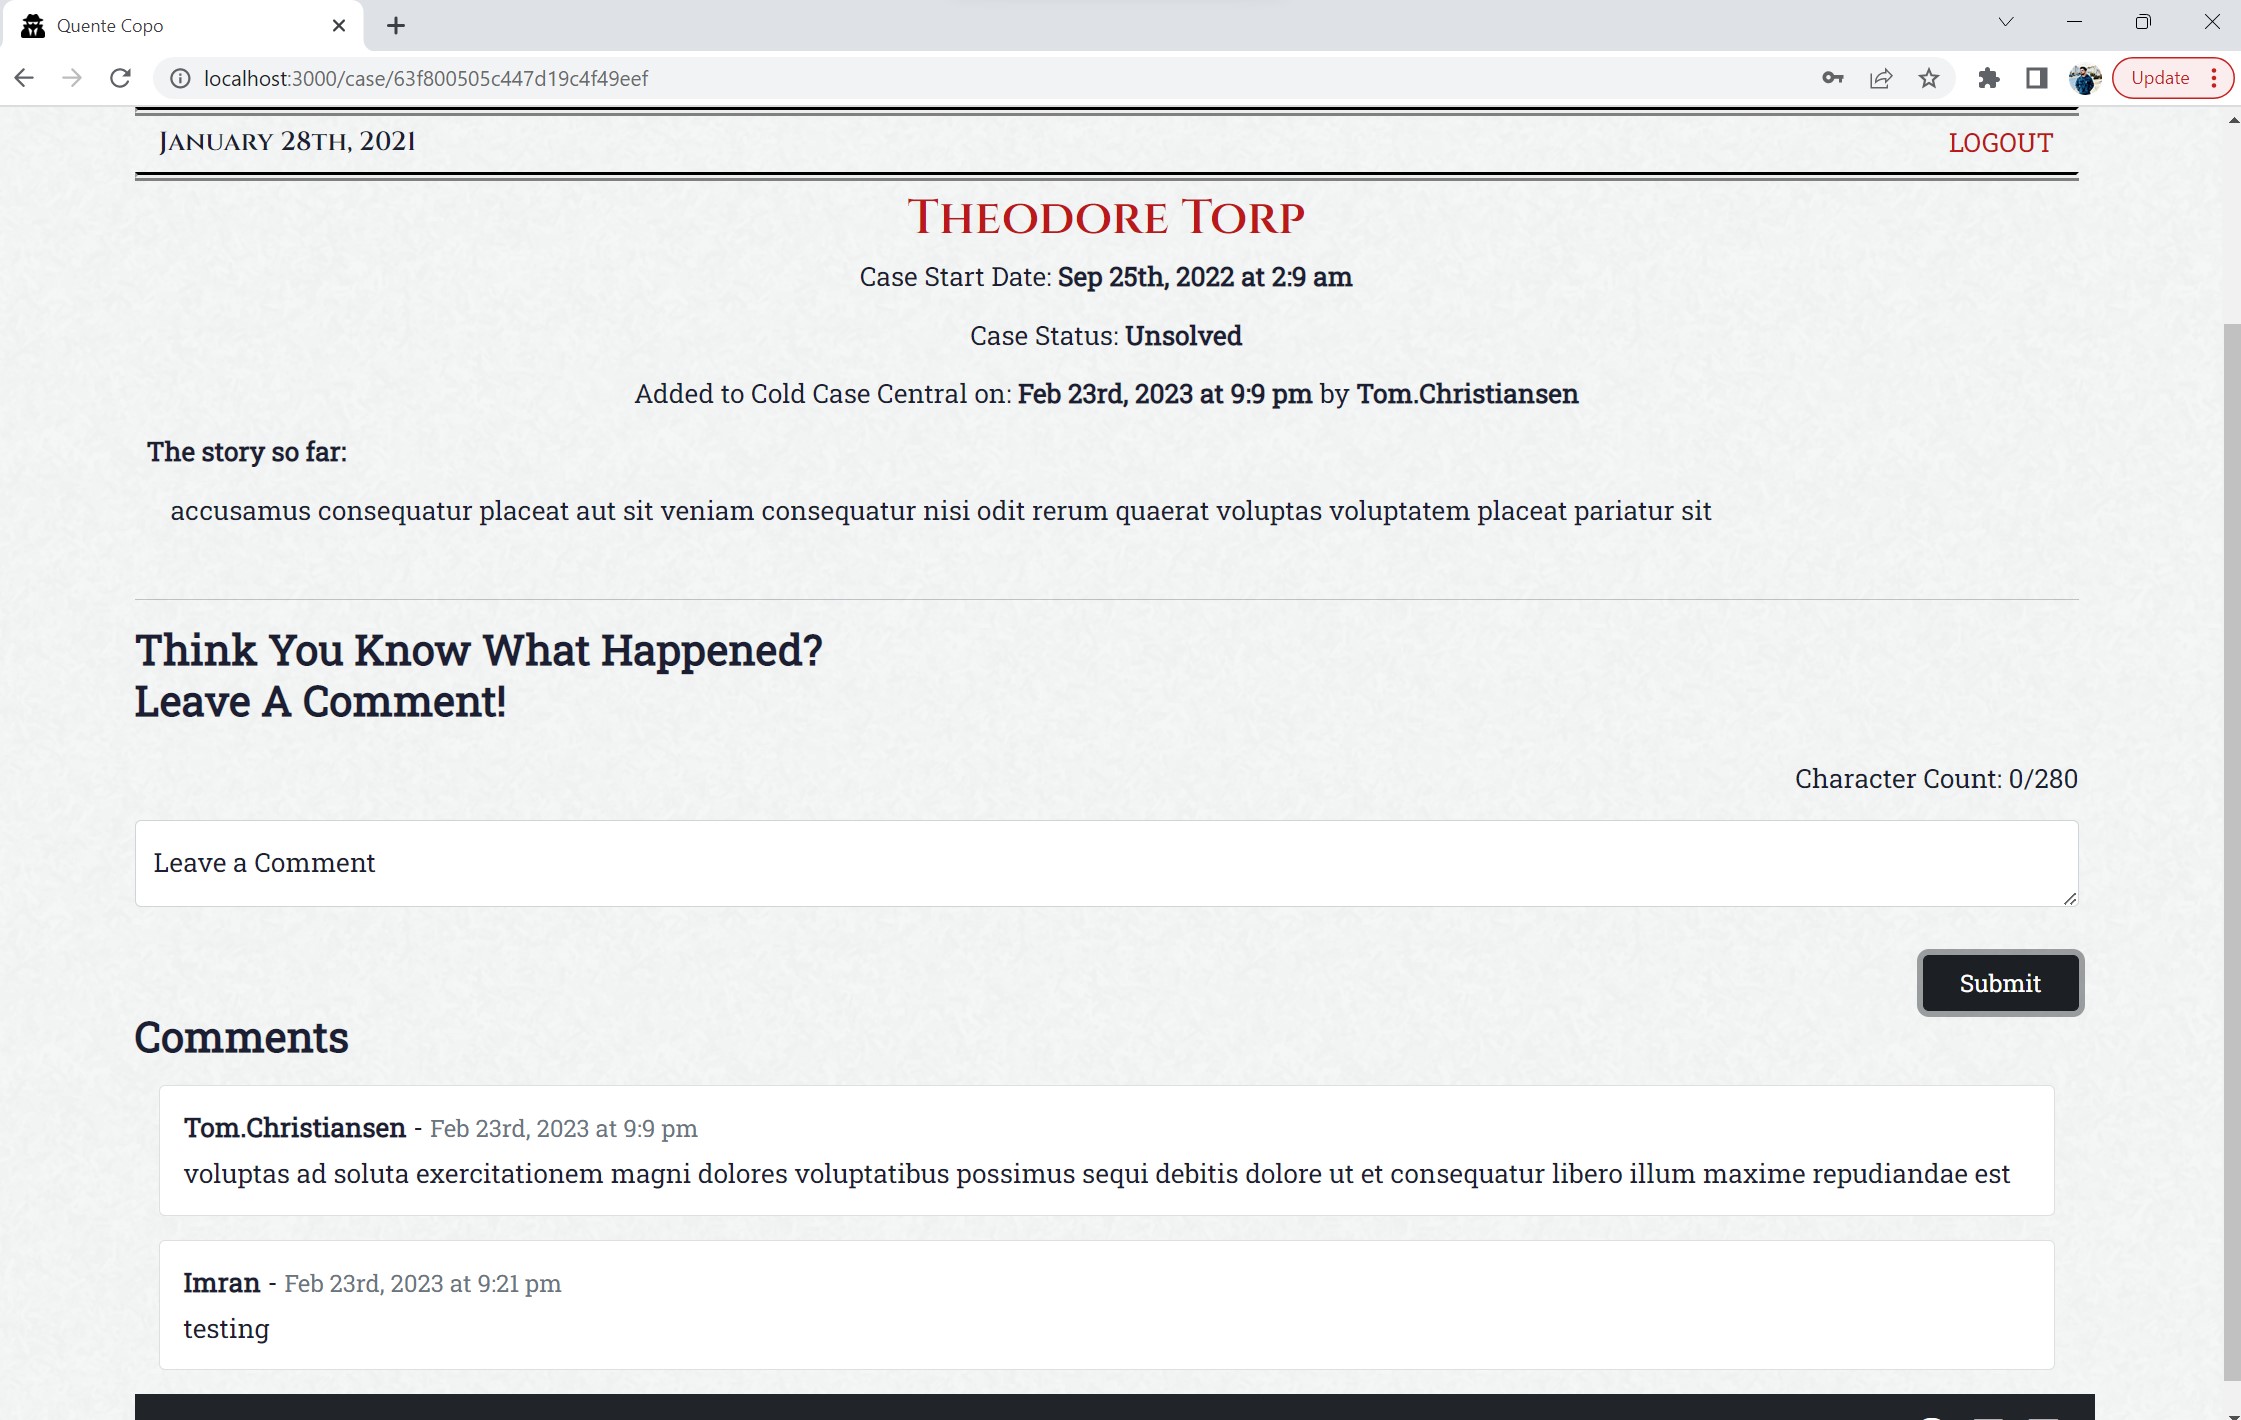 Quente Copo
localhost:3000/case/63f800505c447d19c4f49eef
Update
January 28th, 2021
LOGOUT
Theodore Torp
Case Start Date: Sep 25th, 2022 at 2:9 am
Case Status: Unsolved
Added to Cold Case Central on: Feb 23rd, 2023 at 9:9 pm by Tom.Christiansen
The story so far:
accusamus consequatur placeat aut sit veniam consequatur nisi odit rerum quaerat voluptas voluptatem placeat pariatur sit
Think You Know What Happened?
Leave A Comment!
Character Count: 0/280
Leave a Comment
Submit
Comments
Tom.Christiansen - Feb 23rd, 2023 at 9:9 pm
voluptas ad soluta exercitationem magni dolores voluptatibus possimus sequi debitis dolore ut et consequatur libero illum maxime repudiandae est
Imran - Feb 23rd, 2023 at 9:21 pm
testing